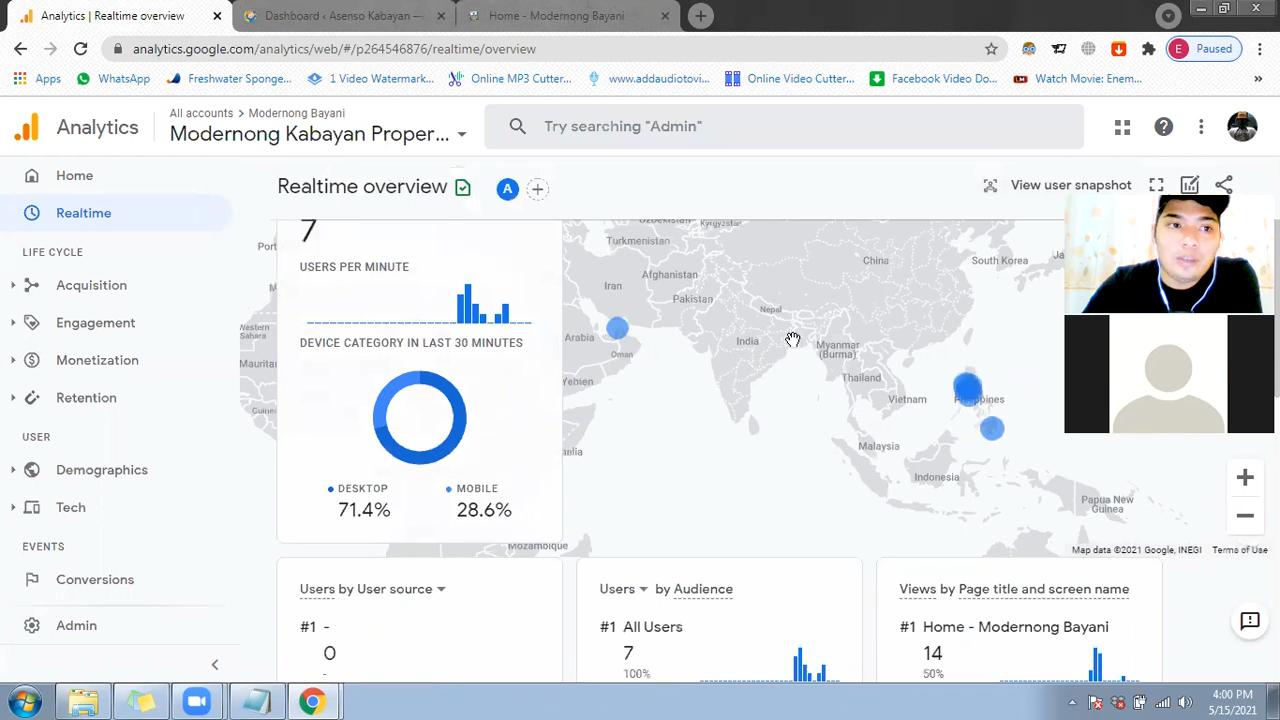 Analytics | Realtime overview
Dashboard ‹ Asenso Kabayan —
Home - Modernong Bayani
analytics.google.com/analytics/web/#/p264546876/realtime/overview
E
Paused
Apps
WhatsApp
Freshwater Sponge...
1 Video Watermark...
Online MP3 Cutter...
www.addaudiotovi...
Online Video Cutter...
Facebook Video Do...
Watch Movie: Enem...
»
Analytics
All accounts > Modernong Bayani
Modernong Kabayan Proper...
Try searching "Admin"
Home
Realtime
LIFE CYCLE
Acquisition
Engagement
Monetization
Retention
USER
Demographics
Tech
EVENTS
Conversions
Admin
Realtime overview
A
View user snapshot
7
USERS PER MINUTE
DEVICE CATEGORY IN LAST 30 MINUTES
DESKTOP
71.4%
MOBILE
28.6%
Port
Kyrgyzstan
Turkmenistan
China
South Korea
Ja
Iran
Afghanistan
Pakistan
Nepal
Western
Sahara
Arabia
Oman
India
Myanmar
(Burma)
Mauritan
Yemen
Thailand
Vietnam
Philippines
Malaysia
Indonesia
Papua New
Guinea
Mozambique
Map data ©2021 Google, INEGI
Terms of Use
Users by User source
#1 -
0
-
Users by Audience
#1 All Users
7
100%
Views by Page title and screen name
#1 Home - Modernong Bayani
14
50%
4:00 PM
5/15/2021